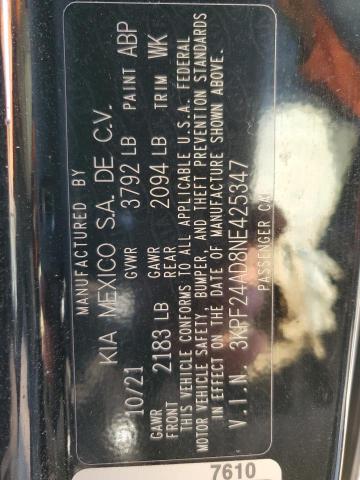 MANUFACTURED BY
KIA MEXICO S.A. DE C.V.
10/21 GVWR 3792 LB PAINT ABP
GAWR FRONT 2183 LB GAWR REAR 2094 LB TRIM WK
THIS VEHICLE CONFORMS TO ALL APPLICABLE U.S.A. FEDERAL
MOTOR VEHICLE SAFETY, BUMPER, AND THEFT PREVENTION STANDARDS
IN EFFECT ON THE DATE OF MANUFACTURE SHOWN ABOVE.
V.I.N. 3KPF24AD8NE425347
PASSENGER CAR
7610